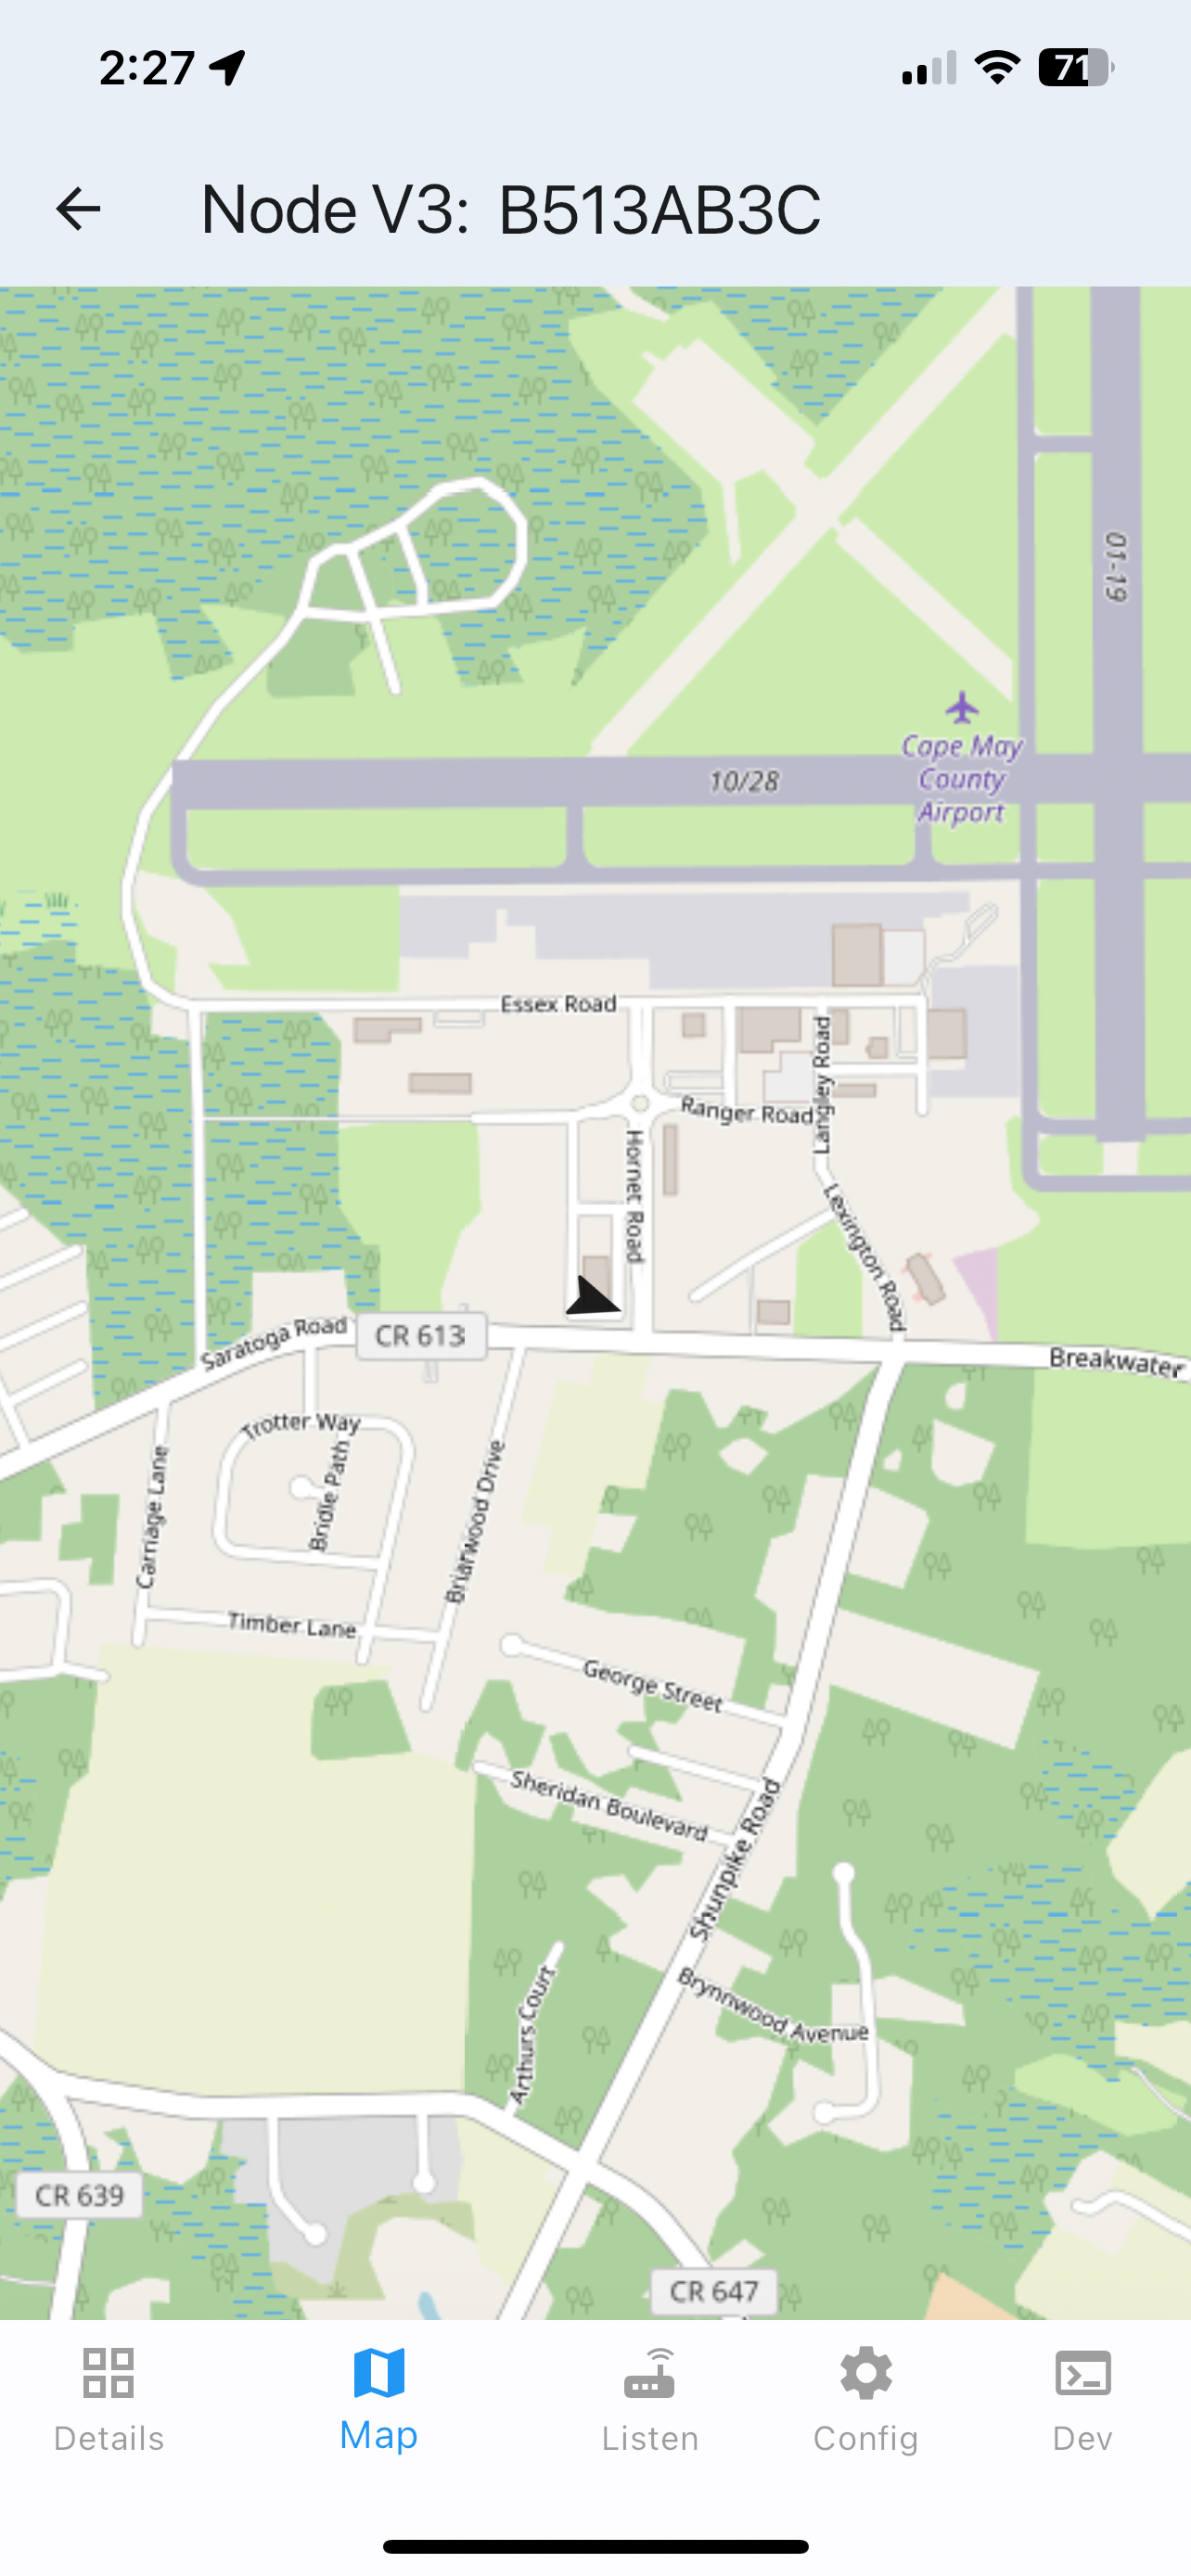 2:27
71
Node V3: B513AB3C
01-19
Cape May
County
Airport
10/28
Essex Road
Langley Road
Ranger Road
Hornet Road
Lexington Road
Saratoga Road
CR 613
Breakwater
Trotter Way
Bridle Path
Carriage Lane
Briarwood Drive
Timber Lane
George Street
Sheridan Boulevard
Shunpike Road
Brynnwood Avenue
Arthurs Court
CR 639
CR 647
Details
Map
Listen
Config
Dev